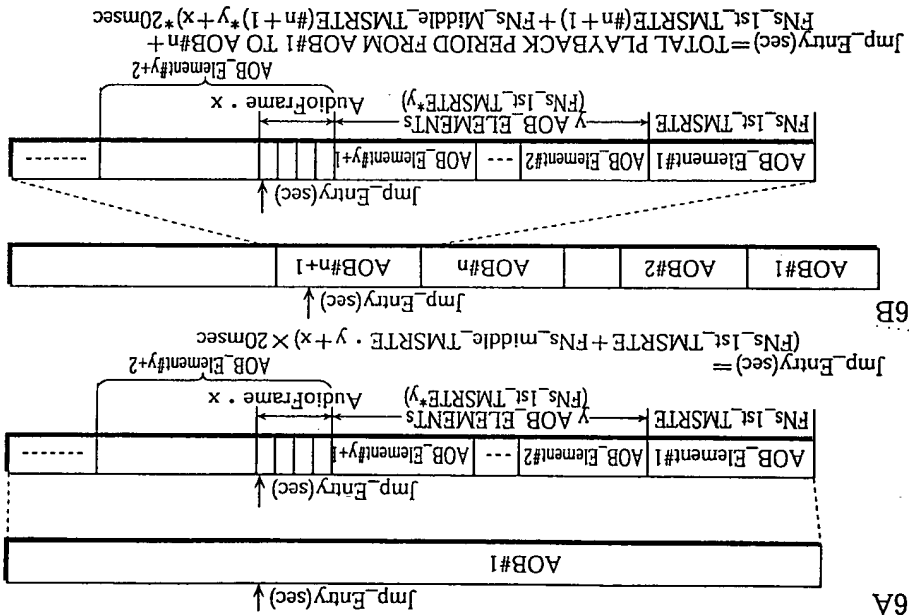 6A
Jmp_Entry(sec)
AOB#1
Jmp_Entry(sec)
AOB_Element#1 AOB_Element#2 --- AOB_Element#y+1 -------
FNs_1st_TMSRTE y AOB_ELEMENTs AudioFrame・x
(FNs_1st_TMSRTE*y) AOB_Element#y+2
Jmp_Entry(sec)=
(FNs_1st_TMSRTE+FNs_middle_TMSRTE・y+x)×20msec
6B
Jmp_Entry(sec)
AOB#1 AOB#2 AOB#n AOB#n+1
Jmp_Entry(sec)
AOB_Element#1 AOB_Element#2 --- AOB_Element#y+1 -------
FNs_1st_TMSRTE y AOB_ELEMENTs AudioFrame・x
(FNs_1st_TMSRTE*y) AOB_Element#y+2
Jmp_Entry(sec)=TOTAL PLAYBACK PERIOD FROM AOB#1 TO AOB#n+
FNs_1st_TMSRTE(#n+1)+FNs_Middle_TMSRTE(#n+1)*y+x)*20msec